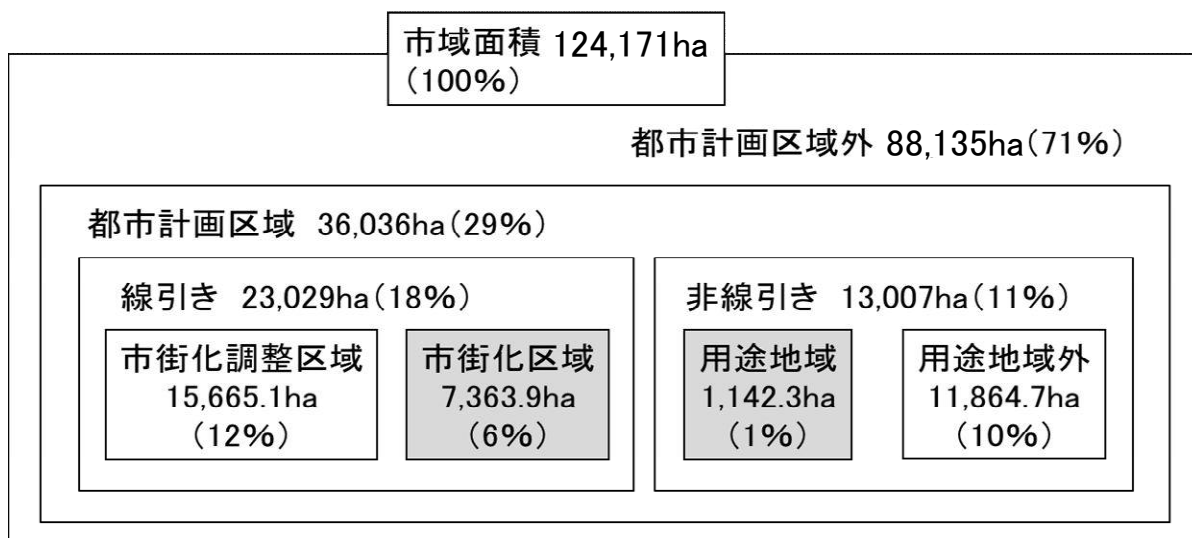 市域面積 124,171ha
(100%)
都市計画区域外 88,135ha(71%)
都市計画区域 36,036ha(29%)
線引き 23,029ha(18%)
非線引き 13,007ha(11%)
市街化調整区域
15,665.1ha
(12%)
市街化区域
7,363.9ha
(6%)
用途地域
1,142.3ha
(1%)
用途地域外
11,864.7ha
(10%)